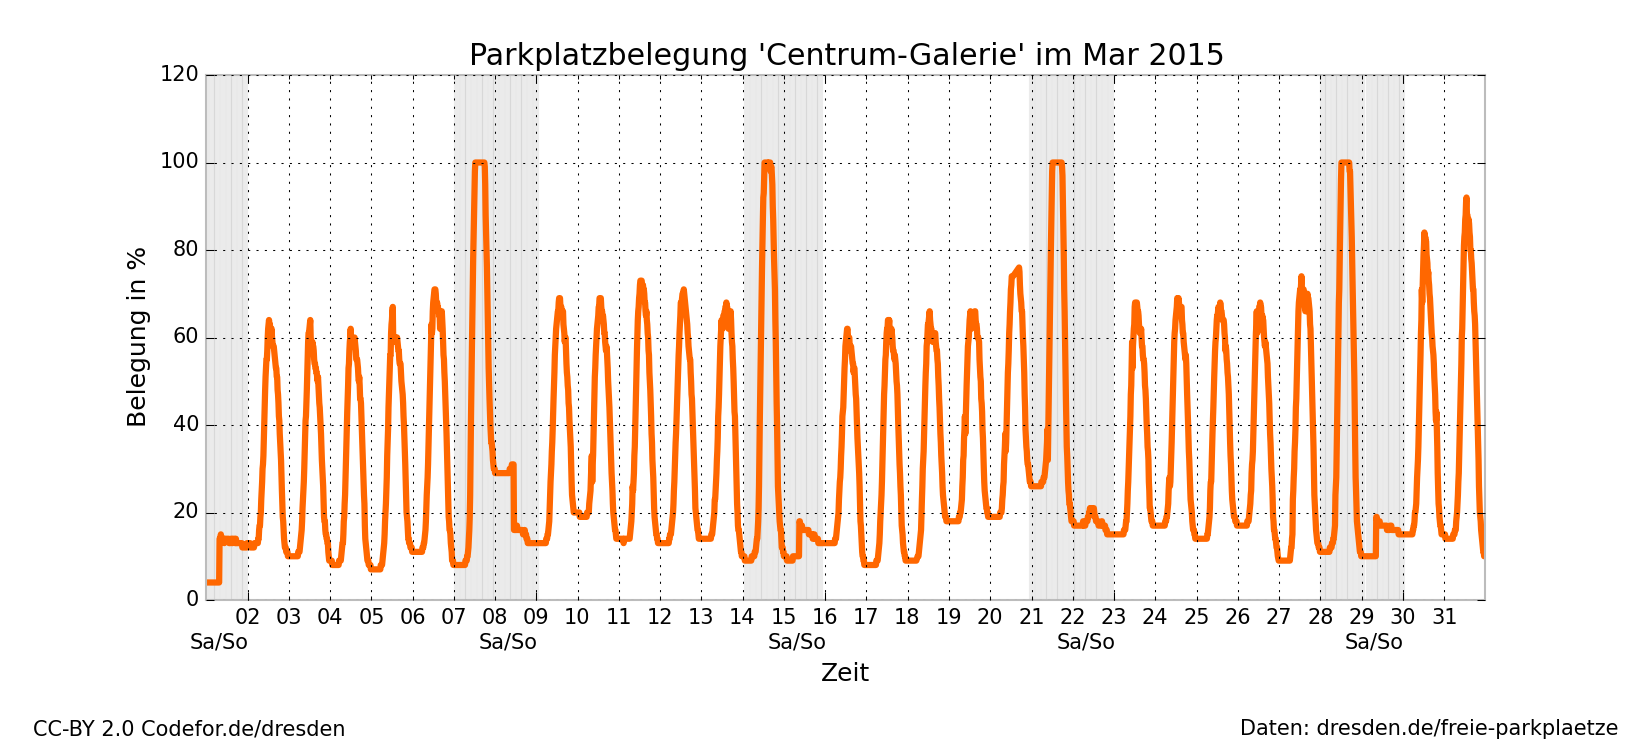 Parkplatzbelegung 'Centrum-Galerie' im Mar 2015
120
100
80
60
40
20
0
Belegung in %
02 03 04 05 06 07 08 09 10 11 12 13 14 15 16 17 18 19 20 21 22 23 24 25 26 27 28 29 30 31
Sa/So Sa/So Sa/So Sa/So Sa/So
Zeit
CC-BY 2.0 Codefor.de/dresden
Daten: dresden.de/freie-parkplaetze